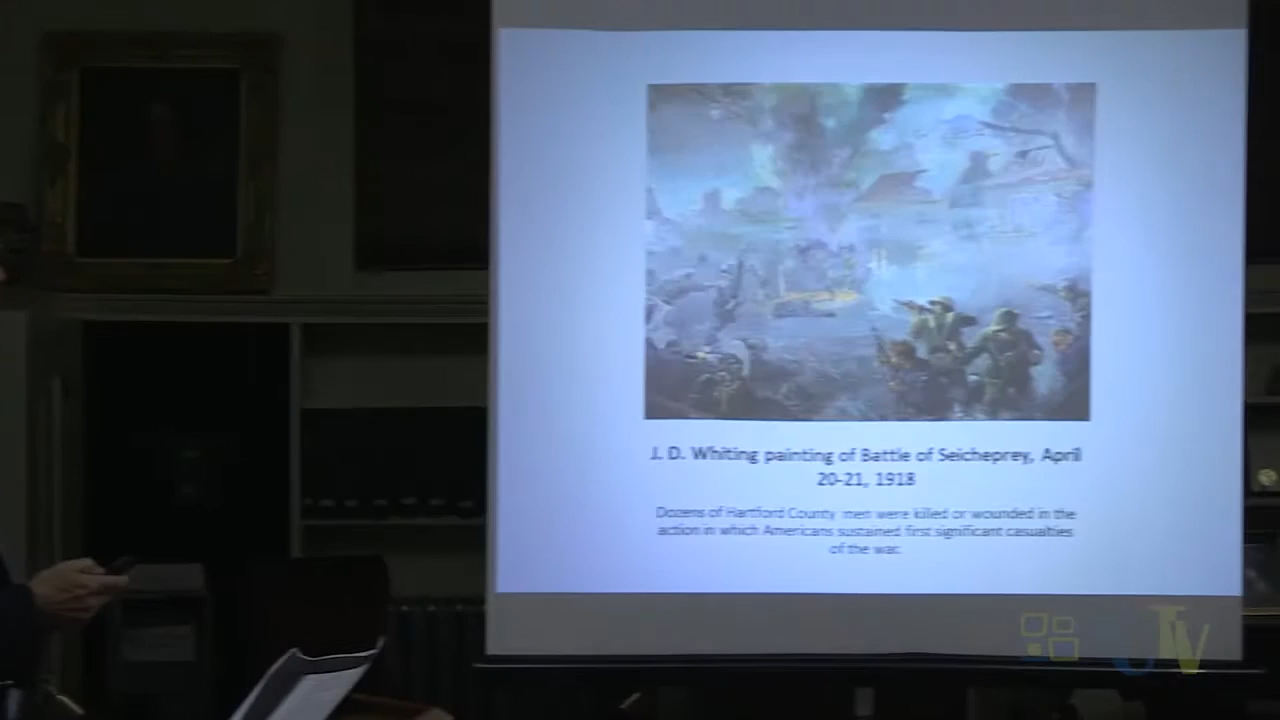 J. D. Whiting painting of Battle of Seicheprey, April
20-21, 1918
Dozens of Hartford County men were killed or wounded in the
action in which Americans sustained first significant casualties
of the war.
TV